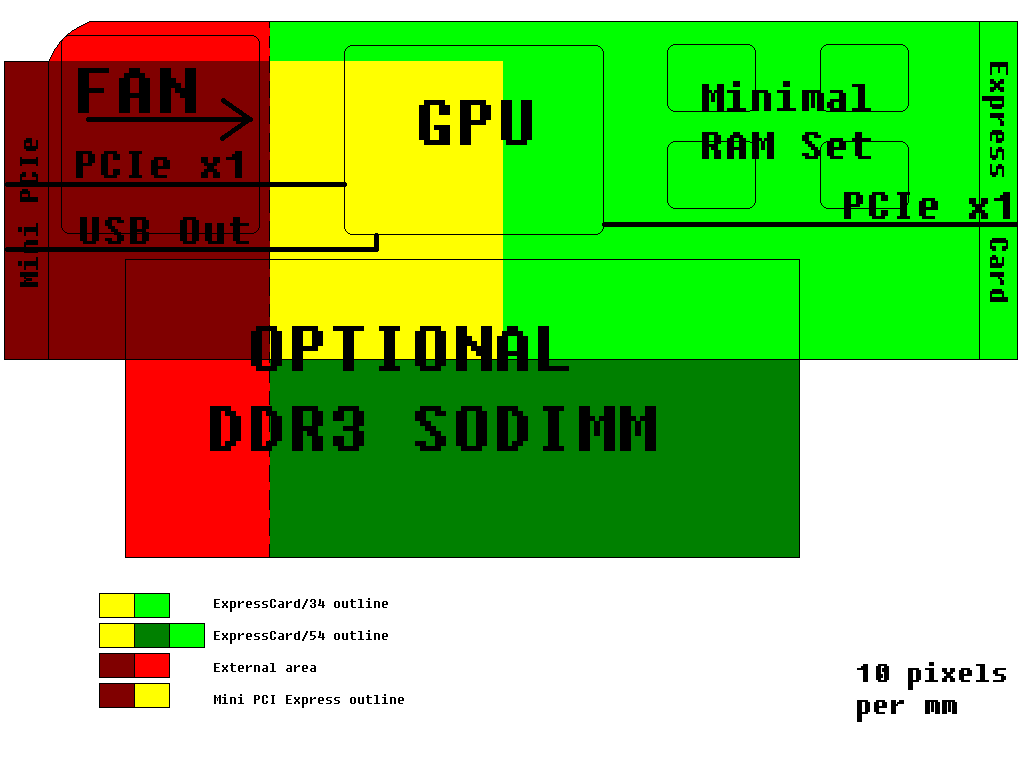 FAN
GPU
Minimal
RAM Set
PCIe x1
USB Out
PCIe x1
Mini PCIe
Express Card
OPTIONAL
DDR3 SODIMM
ExpressCard/34 outline
ExpressCard/54 outline
External area
Mini PCI Express outline
10 pixels
per mm